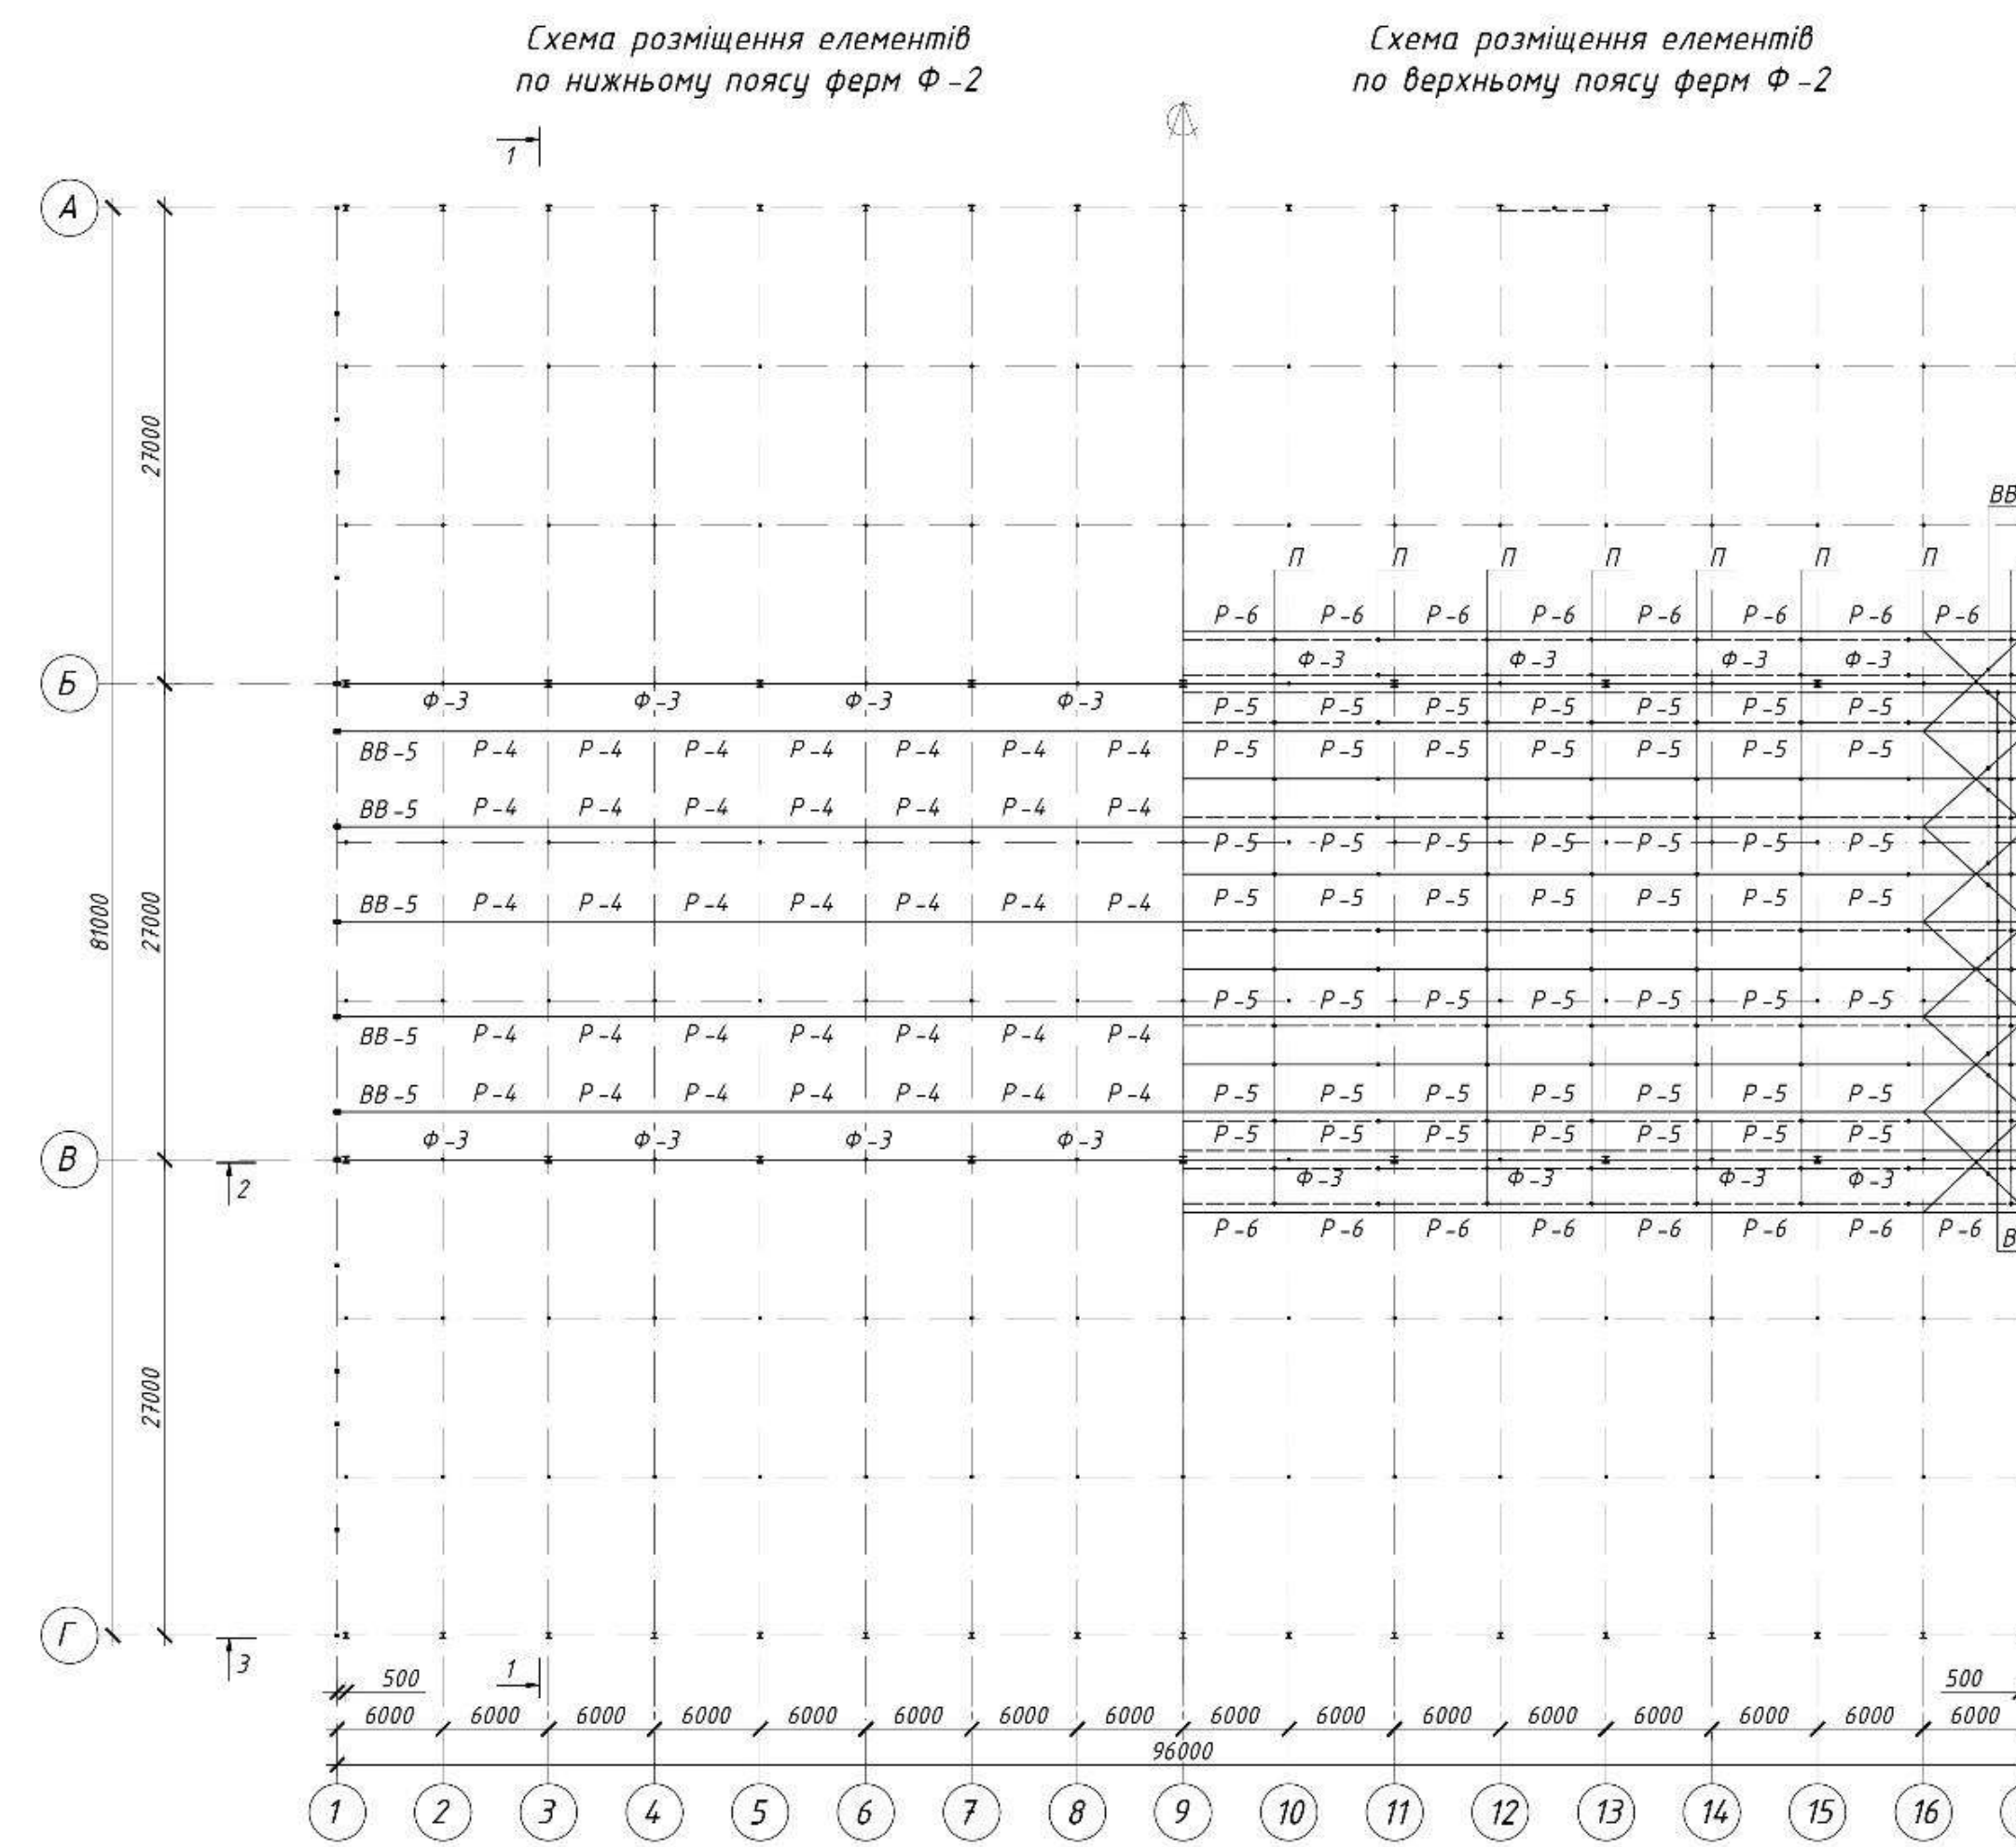 Схема розміщення елементів
по нижньому поясу ферм Ф-2
Схема розміщення елементів
по верхньому поясу ферм Ф-2
1
А
27000
ВВ
П П П П П П П
Р-6 Р-6 Р-6 Р-6 Р-6 Р-6 Р-6 Р-6
Ф-3 Ф-3 Ф-3 Ф-3
Б
Ф-3 Ф-3 Ф-3 Ф-3
Р-5 Р-5 Р-5 Р-5 Р-5 Р-5 Р-5
ВВ-5 Р-4 Р-4 Р-4 Р-4 Р-4 Р-4 Р-4
Р-5 Р-5 Р-5 Р-5 Р-5 Р-5 Р-5
ВВ-5 Р-4 Р-4 Р-4 Р-4 Р-4 Р-4 Р-4
Р-5 Р-5 Р-5 Р-5 Р-5 Р-5 Р-5
81000
27000
ВВ-5 Р-4 Р-4 Р-4 Р-4 Р-4 Р-4 Р-4
Р-5 Р-5 Р-5 Р-5 Р-5 Р-5 Р-5
Р-5 Р-5 Р-5 Р-5 Р-5 Р-5 Р-5
ВВ-5 Р-4 Р-4 Р-4 Р-4 Р-4 Р-4 Р-4
ВВ-5 Р-4 Р-4 Р-4 Р-4 Р-4 Р-4 Р-4
Р-5 Р-5 Р-5 Р-5 Р-5 Р-5 Р-5
Ф-3 Ф-3 Ф-3 Ф-3
Р-5 Р-5 Р-5 Р-5 Р-5 Р-5 Р-5
В
Ф-3 Ф-3 Ф-3 Ф-3
2
Р-6 Р-6 Р-6 Р-6 Р-6 Р-6 Р-6 Р-6
В
27000
Г
3
500
1
500
6000 6000 6000 6000 6000 6000 6000 6000 6000 6000 6000 6000 6000 6000 6000 6000
96000
1 2 3 4 5 6 7 8 9 10 11 12 13 14 15 16